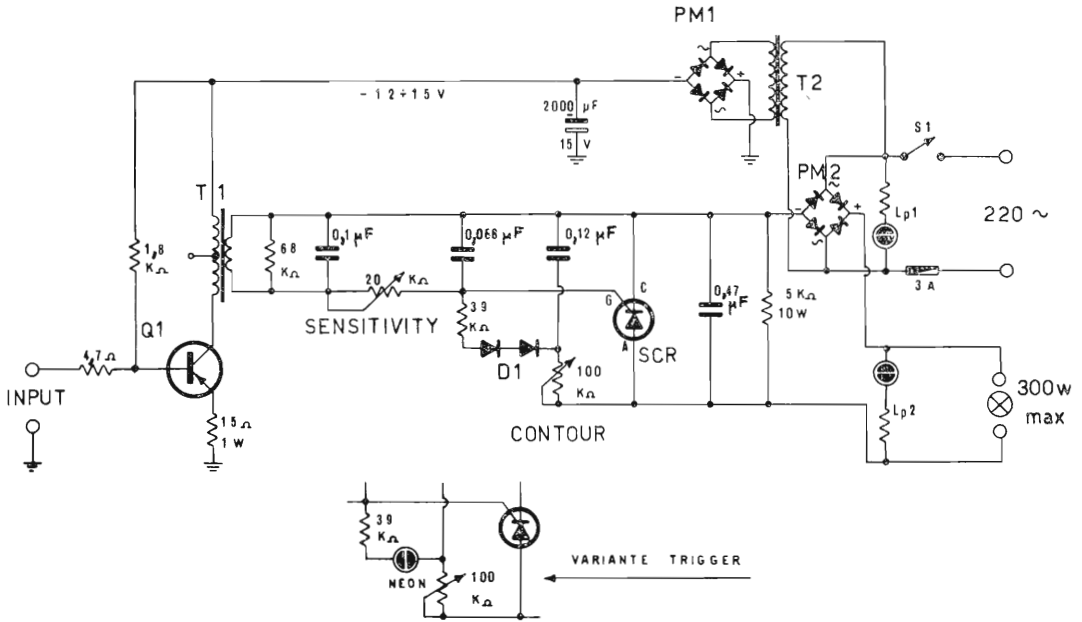 PM1
~
- +
~
T2
- 12 ÷ 15 V
2000 µF
15 V
S1
PM2
~
- +
~
Lp1
220 ~
3 A
T 1
1,8
KΩ
68
KΩ
0,1 µF
0,068 µF
0,12 µF
20 KΩ
SENSITIVITY
39
KΩ
G
C
A
SCR
0,47
µF
5 KΩ
10 W
Q1
4,7 Ω
INPUT
15 Ω
1 W
D1
100
KΩ
CONTOUR
Lp2
300 w
max
39
KΩ
NEON
100
KΩ
VARIANTE TRIGGER